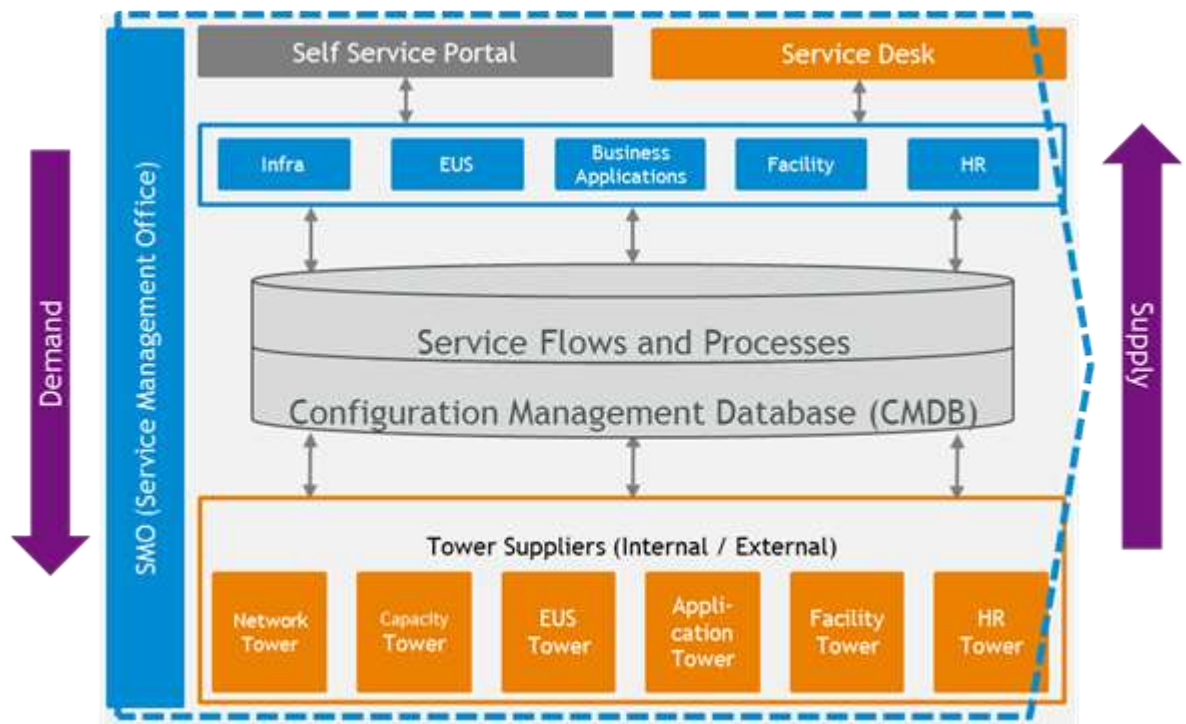 Self Service Portal
Service Desk
Infra
EUS
Business
Applications
Facility
HR
SMO (Service Management Office)
Demand
Supply
Service Flows and Processes
Configuration Management Database (CMDB)
Tower Suppliers (Internal / External)
Network
Tower
Capacity
Tower
EUS
Tower
Appli-
cation
Tower
Facility
Tower
HR
Tower